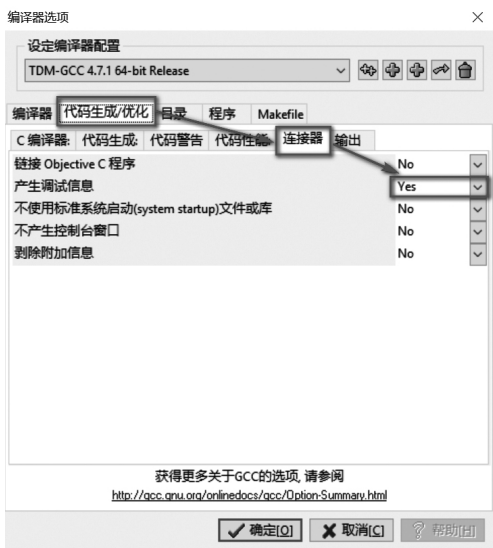 编译器选项
设定编译器配置
TDM-GCC 4.7.1 64-bit Release
编译器 代码生成/优化 目录 程序 Makefile
C 编译器: 代码生成: 代码警告 代码性能: 连接器 输出
链接 Objective C 程序 No
产生调试信息 Yes
不使用标准系统启动(system startup)文件或库 No
不产生控制台窗口 No
剥除附加信息 No
获得更多关于GCC的选项, 请参阅
http://gcc.gnu.org/onlinedocs/gcc/Option-Summary.html
确定[O] 取消[C] 帮助[H]